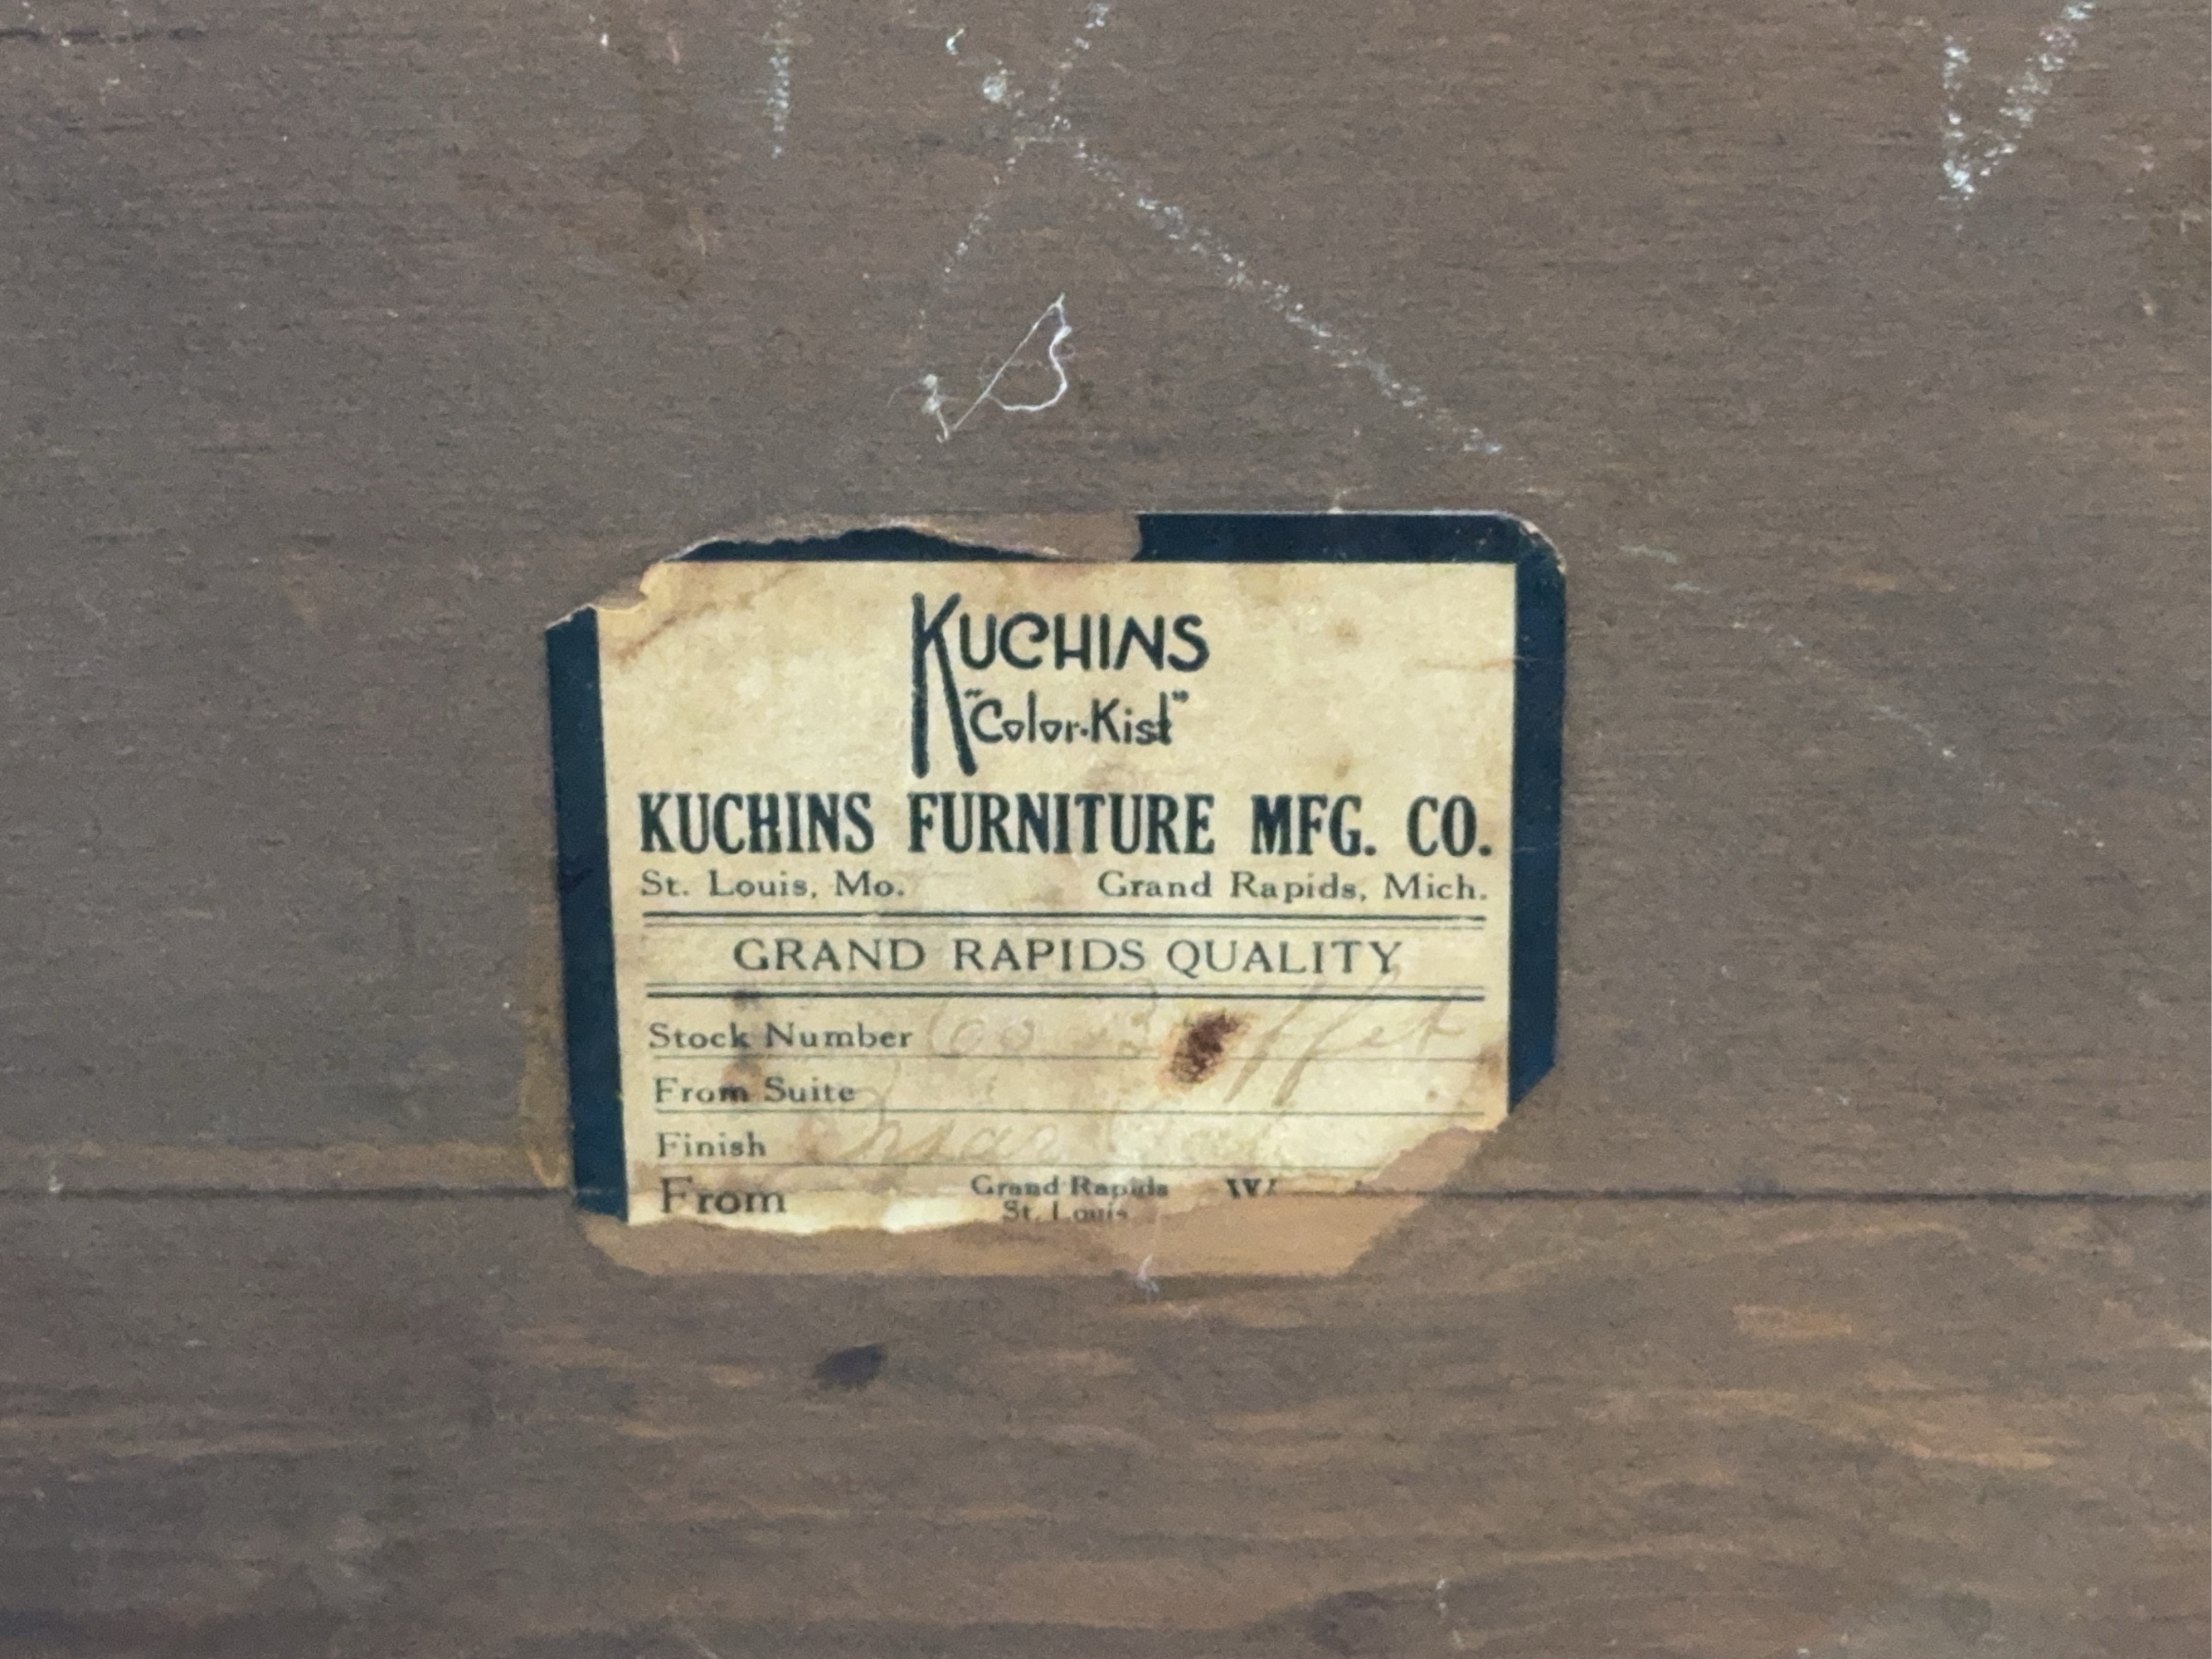 KUCHINS
"Color-Kist"
KUCHINS FURNITURE MFG. CO.
St. Louis, Mo. Grand Rapids, Mich.
GRAND RAPIDS QUALITY
Stock Number 60
From Suite
Finish
From Grand Rapids
St. Louis